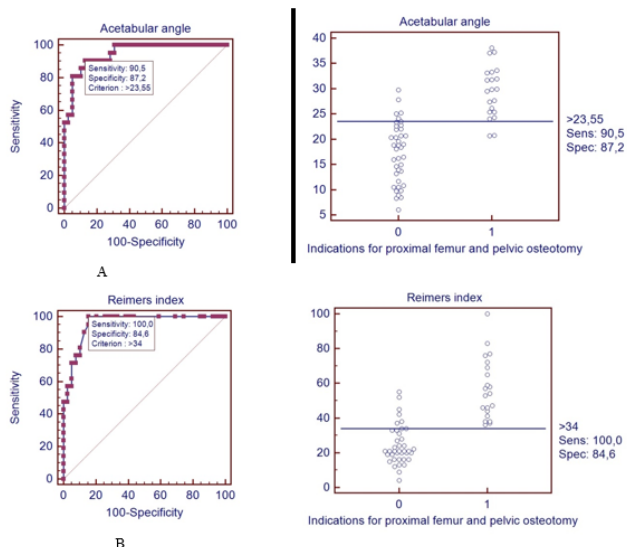 Acetabular angle
100
80
60
40
20
0
Sensitivity
Sensitivity: 90,5
Specificity: 87,2
Criterion : >23,55
0 20 40 60 80 100
100-Specificity
A
Acetabular angle
40
35
30
25
20
15
10
5
>23,55
Sens: 90,5
Spec: 87,2
0 1
Indications for proximal femur and pelvic osteotomy
Reimers index
100
80
60
40
20
0
Sensitivity
Sensitivity: 100,0
Specificity: 84,6
Criterion : >34
0 20 40 60 80 100
100-Specificity
B
Reimers index
100
80
60
40
20
0
>34
Sens: 100,0
Spec: 84,6
0 1
Indications for proximal femur and pelvic osteotomy